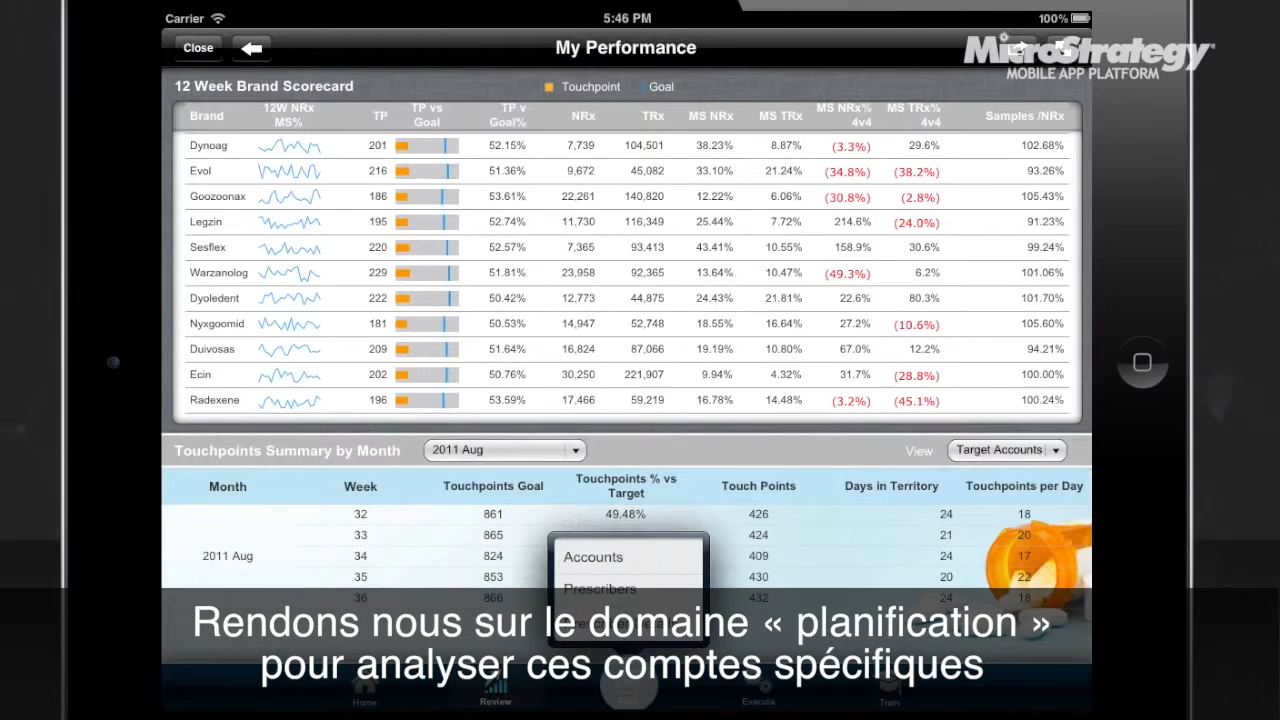 Carrier 5:46 PM 100%
Close My Performance
MicroStrategy
MOBILE APP PLATFORM
12 Week Brand Scorecard Touchpoint Goal
Brand 12W NRx MS% TP TP vs Goal TP v Goal% NRx TRx MS NRx MS TRx MS NRx% 4v4 MS TRx% 4v4 Samples /NRx
Dynoag 201 52.15% 7,739 104,501 38.23% 8.87% (3.3%) 29.6% 102.68%
Evol 216 51.36% 9,672 45,082 33.10% 21.24% (34.8%) (38.2%) 93.26%
Goozoonax 186 53.61% 22,261 140,820 12.22% 6.06% (30.8%) (2.8%) 105.43%
Legzin 195 52.74% 11,730 116,349 25.44% 7.72% 214.6% (24.0%) 91.23%
Sesflex 220 52.57% 7,365 93,413 43.41% 10.55% 158.9% 30.6% 99.24%
Warzanolog 229 51.81% 23,958 92,365 13.64% 10.47% (49.3%) 6.2% 101.06%
Dyoledent 222 50.42% 12,773 44,875 24.43% 21.81% 22.6% 80.3% 101.70%
Nyxgoomid 181 50.53% 14,947 52,748 18.55% 16.64% 27.2% (10.6%) 105.60%
Duivosas 209 51.64% 16,824 87,066 19.19% 10.80% 67.0% 12.2% 94.21%
Ecin 202 50.76% 30,250 221,907 9.94% 4.32% 31.7% (28.8%) 100.00%
Radexene 196 53.59% 17,466 59,219 16.78% 14.48% (3.2%) (45.1%) 100.24%
Touchpoints Summary by Month 2011 Aug View Target Accounts
Month Week Touchpoints Goal Touchpoints % vs Target Touch Points Days in Territory Touchpoints per Day
32 861 49.48% 426 24 18
33 865 424 21 20
2011 Aug 34 824 409 24 17
35 853 430 20 22
36 866 432 24 18
Accounts
Prescribers
Rendons nous sur le domaine « planification »
pour analyser ces comptes spécifiques
Home Review Execute Train